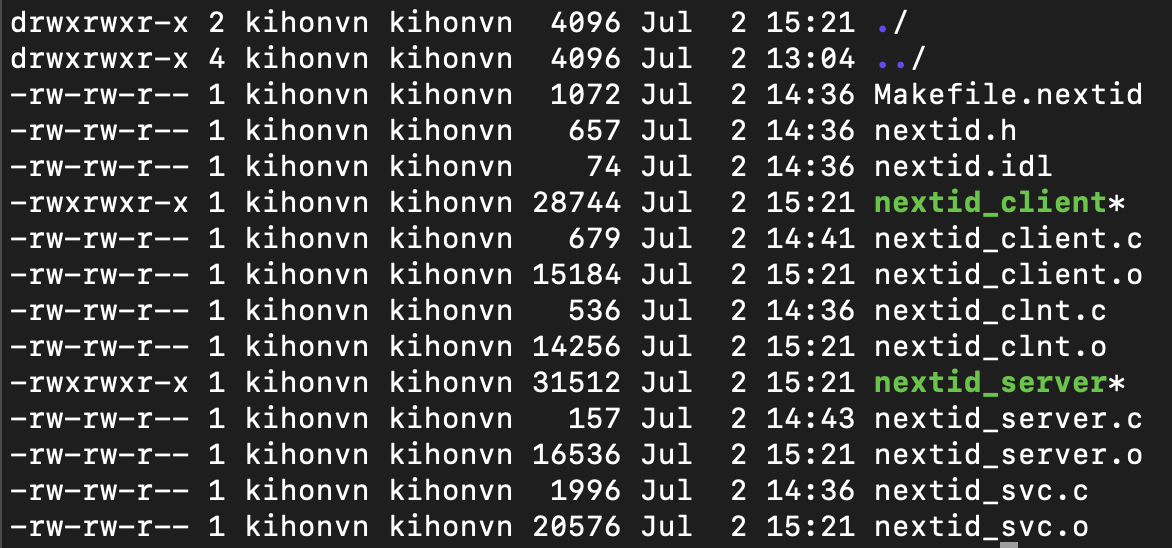 drwxrwxr-x 2 kihonvn kihonvn  4096 Jul  2 15:21 ./
drwxrwxr-x 4 kihonvn kihonvn  4096 Jul  2 13:04 ../
-rw-rw-r-- 1 kihonvn kihonvn  1072 Jul  2 14:36 Makefile.nextid
-rw-rw-r-- 1 kihonvn kihonvn   657 Jul  2 14:36 nextid.h
-rw-rw-r-- 1 kihonvn kihonvn    74 Jul  2 14:36 nextid.idl
-rwxrwxr-x 1 kihonvn kihonvn 28744 Jul  2 15:21 nextid_client*
-rw-rw-r-- 1 kihonvn kihonvn   679 Jul  2 14:41 nextid_client.c
-rw-rw-r-- 1 kihonvn kihonvn 15184 Jul  2 15:21 nextid_client.o
-rw-rw-r-- 1 kihonvn kihonvn   536 Jul  2 14:36 nextid_clnt.c
-rw-rw-r-- 1 kihonvn kihonvn 14256 Jul  2 15:21 nextid_clnt.o
-rwxrwxr-x 1 kihonvn kihonvn 31512 Jul  2 15:21 nextid_server*
-rw-rw-r-- 1 kihonvn kihonvn   157 Jul  2 14:43 nextid_server.c
-rw-rw-r-- 1 kihonvn kihonvn 16536 Jul  2 15:21 nextid_server.o
-rw-rw-r-- 1 kihonvn kihonvn  1996 Jul  2 14:36 nextid_svc.c
-rw-rw-r-- 1 kihonvn kihonvn 20576 Jul  2 15:21 nextid_svc.o